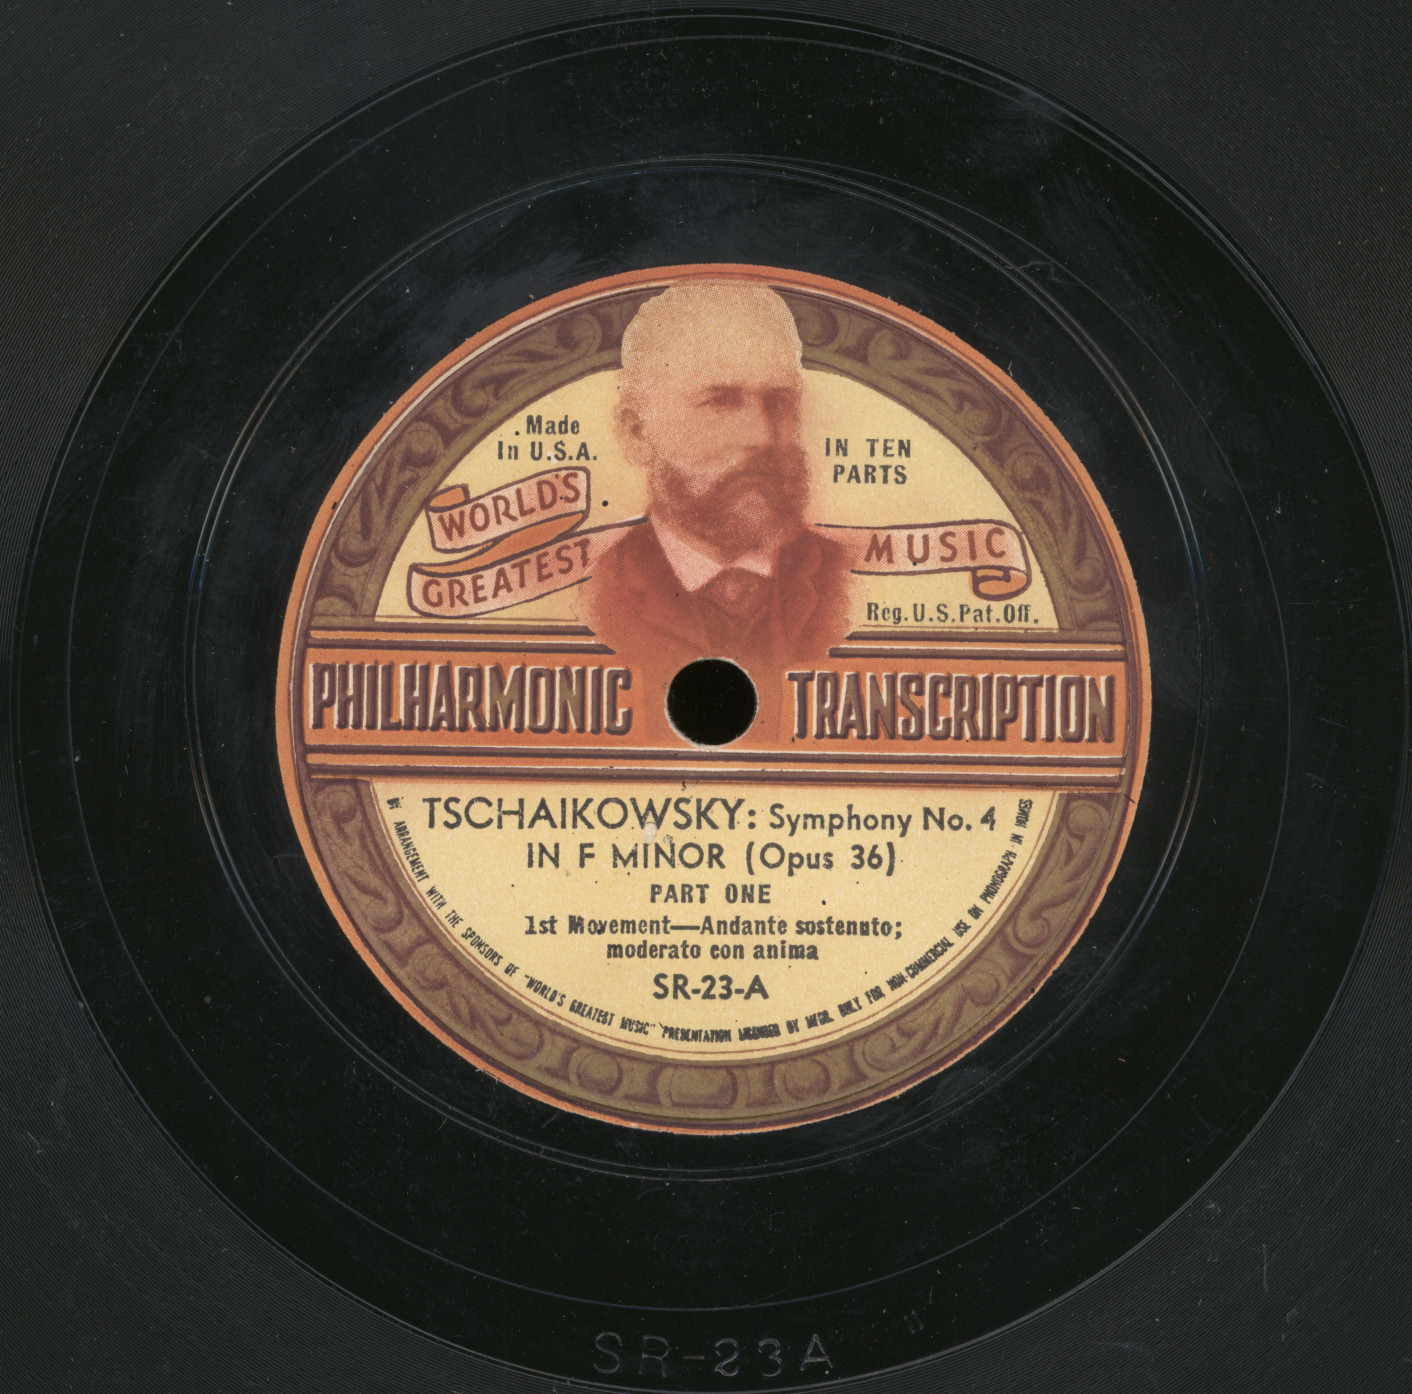 Made
In U.S.A.
IN TEN
PARTS
WORLD'S
GREATEST
MUSIC
Reg. U.S. Pat. Off.
PHILHARMONIC TRANSCRIPTION
TSCHAIKOWSKY: Symphony No. 4
IN F MINOR (Opus 36)
PART ONE
1st Movement—Andante sostenuto;
moderato con anima
SR-23-A
BY ARRANGEMENT WITH THE SPONSORS OF "WORLD'S GREATEST MUSIC" PRESENTATION LICENSED BY MFGR. ONLY FOR NON-COMMERCIAL USE ON PHONOGRAPH IN HOMES
SR-23A